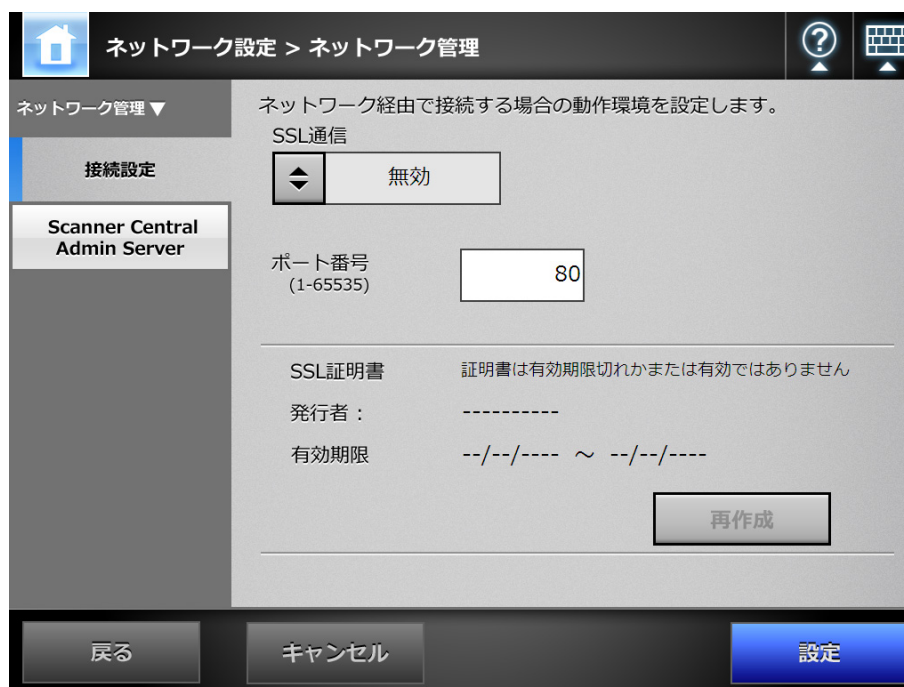 ネットワーク設定 > ネットワーク管理
?
ネットワーク管理▼
接続設定
Scanner Central
Admin Server
ネットワーク経由で接続する場合の動作環境を設定します。
SSL通信
無効
ポート番号
(1-65535)
80
SSL証明書 証明書は有効期限切れかまたは有効ではありません
発行者： ----------
有効期限 --/--/---- ～ --/--/----
再作成
戻る
キャンセル
設定